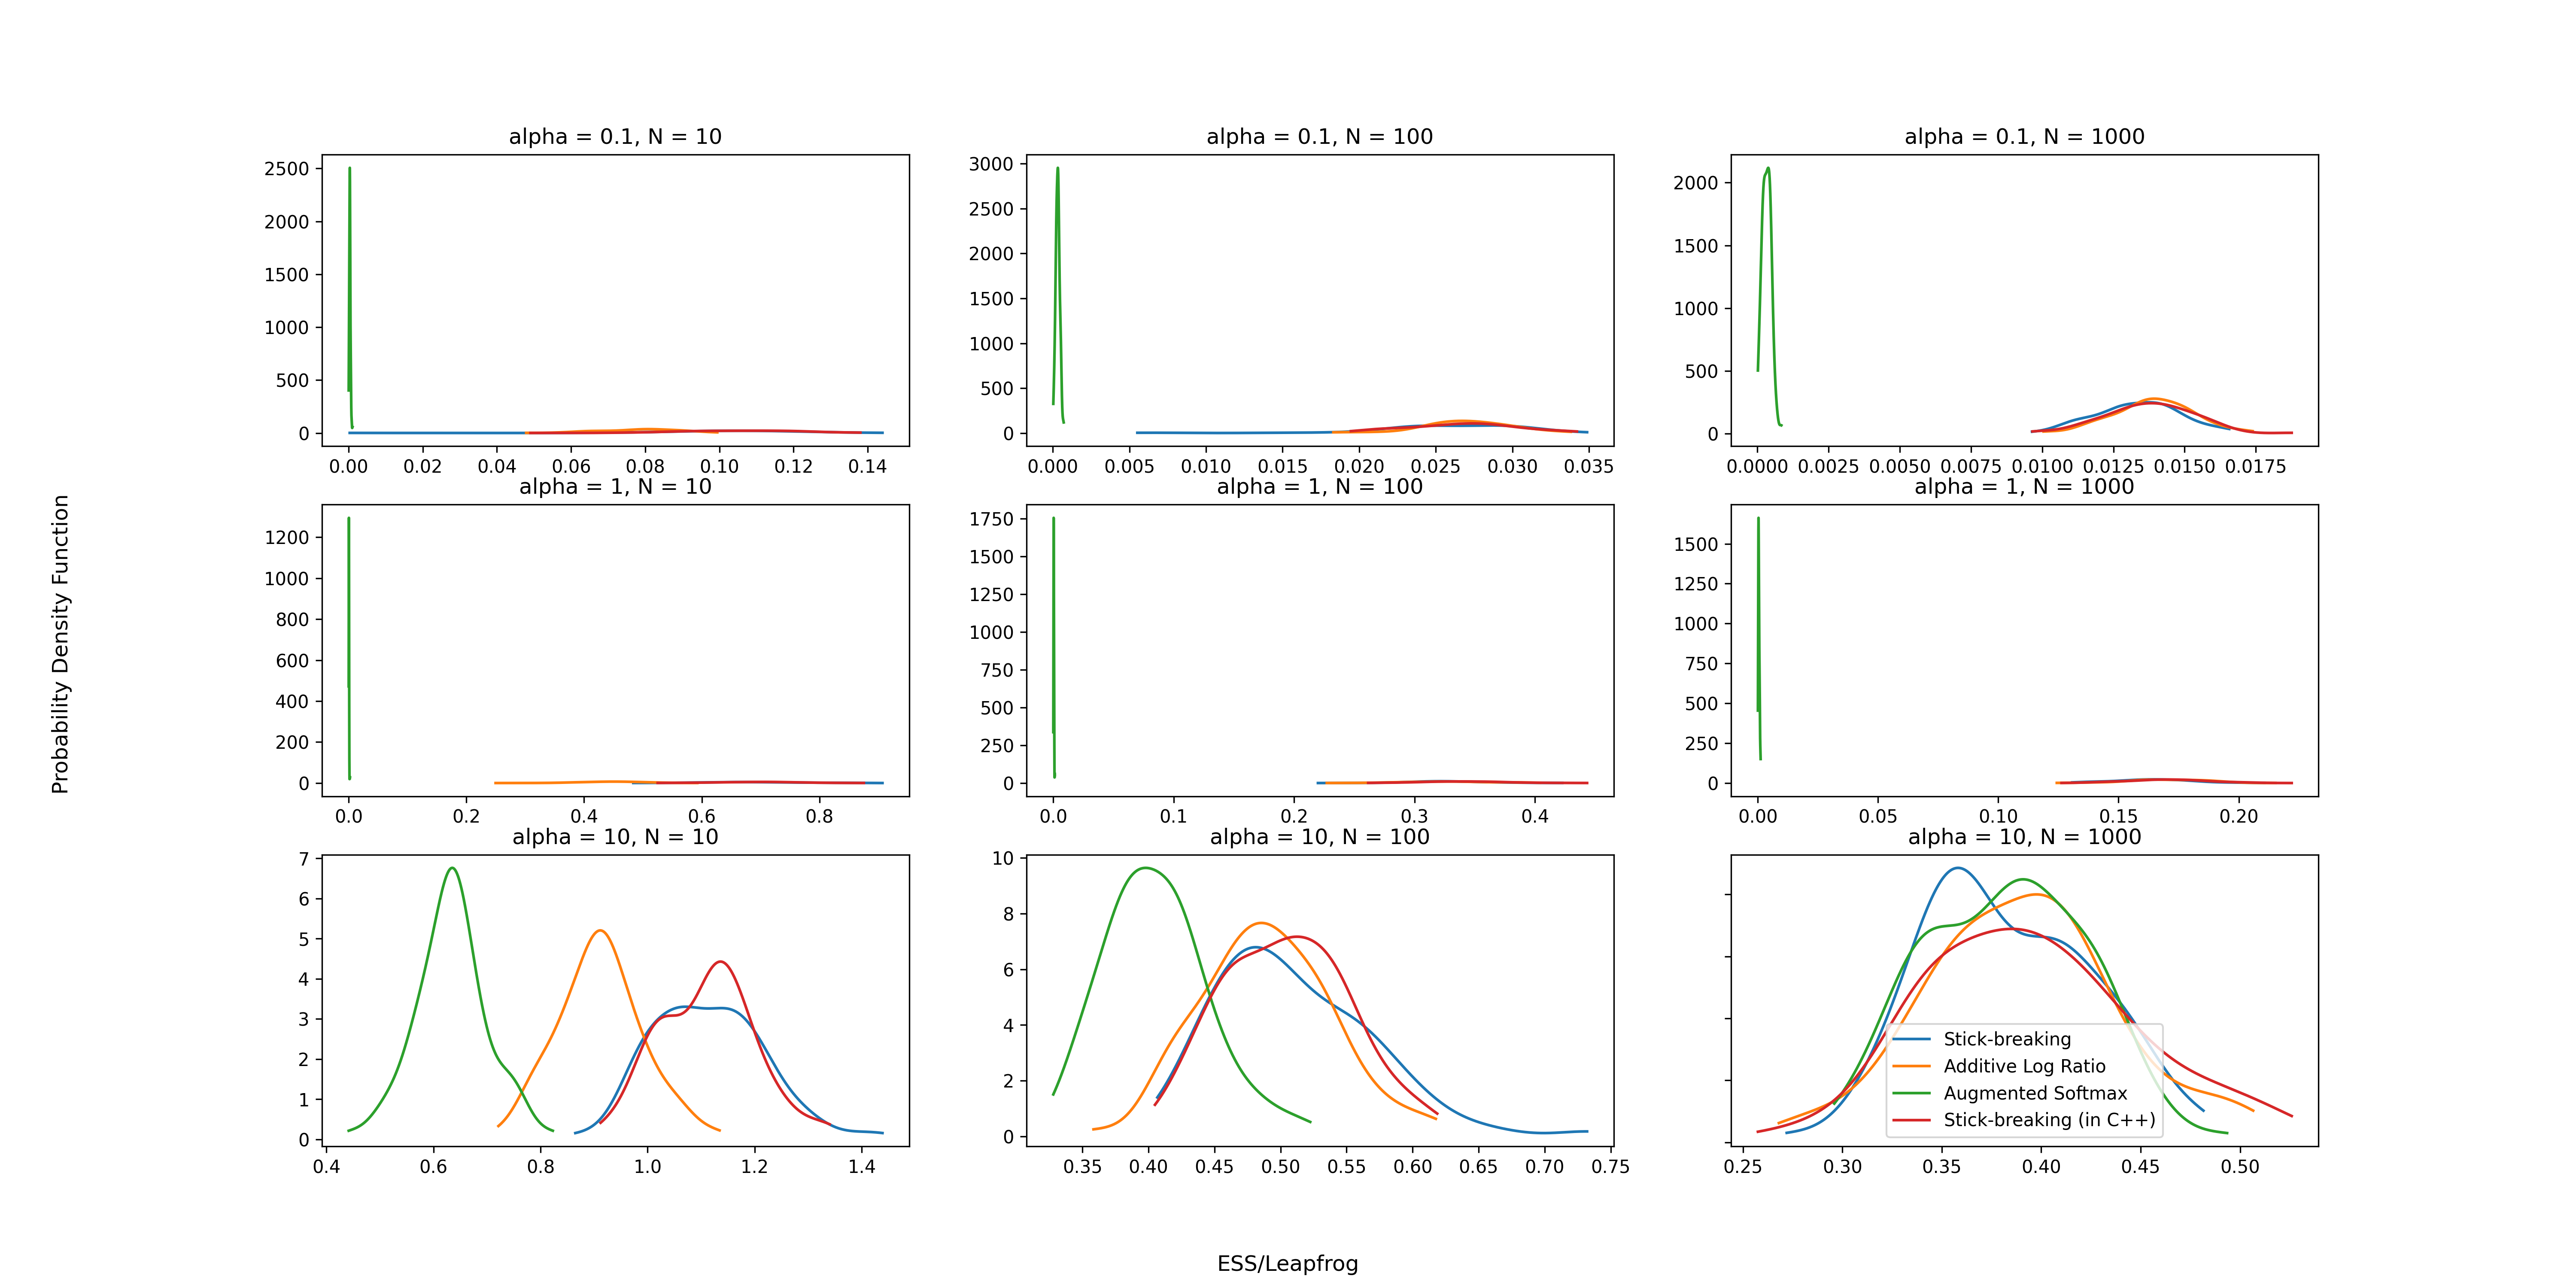 alpha = 0.1, N = 10
2500
2000
1500
1000
500
0
0.00 0.02 0.04 0.06 0.08 0.10 0.12 0.14
alpha = 0.1, N = 100
3000
2500
2000
1500
1000
500
0
0.000 0.005 0.010 0.015 0.020 0.025 0.030 0.035
alpha = 0.1, N = 1000
2000
1500
1000
500
0
0.0000 0.0025 0.0050 0.0075 0.0100 0.0125 0.0150 0.0175
Probability Density Function
alpha = 1, N = 10
1200
1000
800
600
400
200
0
0.0 0.2 0.4 0.6 0.8
alpha = 1, N = 100
1750
1500
1250
1000
750
500
250
0
0.0 0.1 0.2 0.3 0.4
alpha = 1, N = 1000
1500
1250
1000
750
500
250
0
0.00 0.05 0.10 0.15 0.20
alpha = 10, N = 10
7
6
5
4
3
2
1
0
0.4 0.6 0.8 1.0 1.2 1.4
alpha = 10, N = 100
10
8
6
4
2
0
0.35 0.40 0.45 0.50 0.55 0.60 0.65 0.70 0.75
alpha = 10, N = 1000
Stick-breaking
Additive Log Ratio
Augmented Softmax
Stick-breaking (in C++)
0.25 0.30 0.35 0.40 0.45 0.50
ESS/Leapfrog